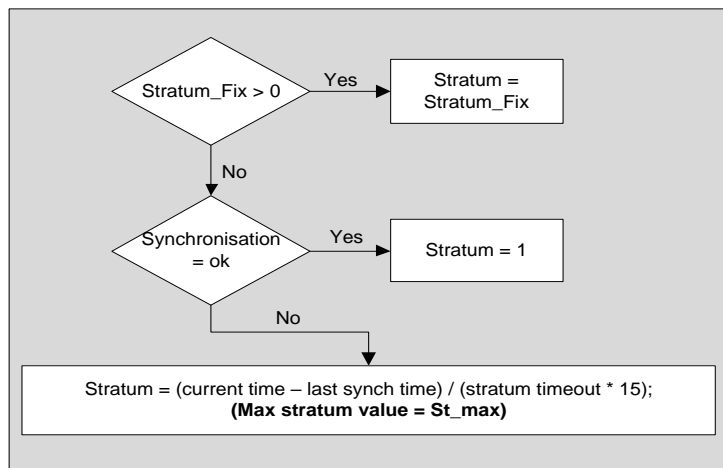 Stratum_Fix > 0
Yes
Stratum =
Stratum_Fix
No
Synchronisation
= ok
Yes
Stratum = 1
No
Stratum = (current time – last synch time) / (stratum timeout * 15);
(Max stratum value = St_max)